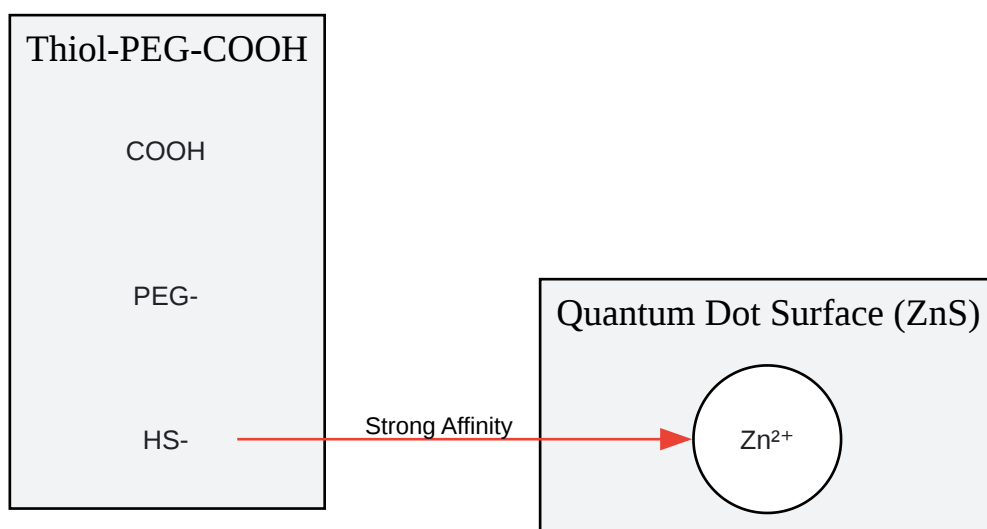 Thiol-PEG-COOH
COOH
PEG-
HS-
Strong Affinity
Quantum Dot Surface (ZnS)
Zn²⁺